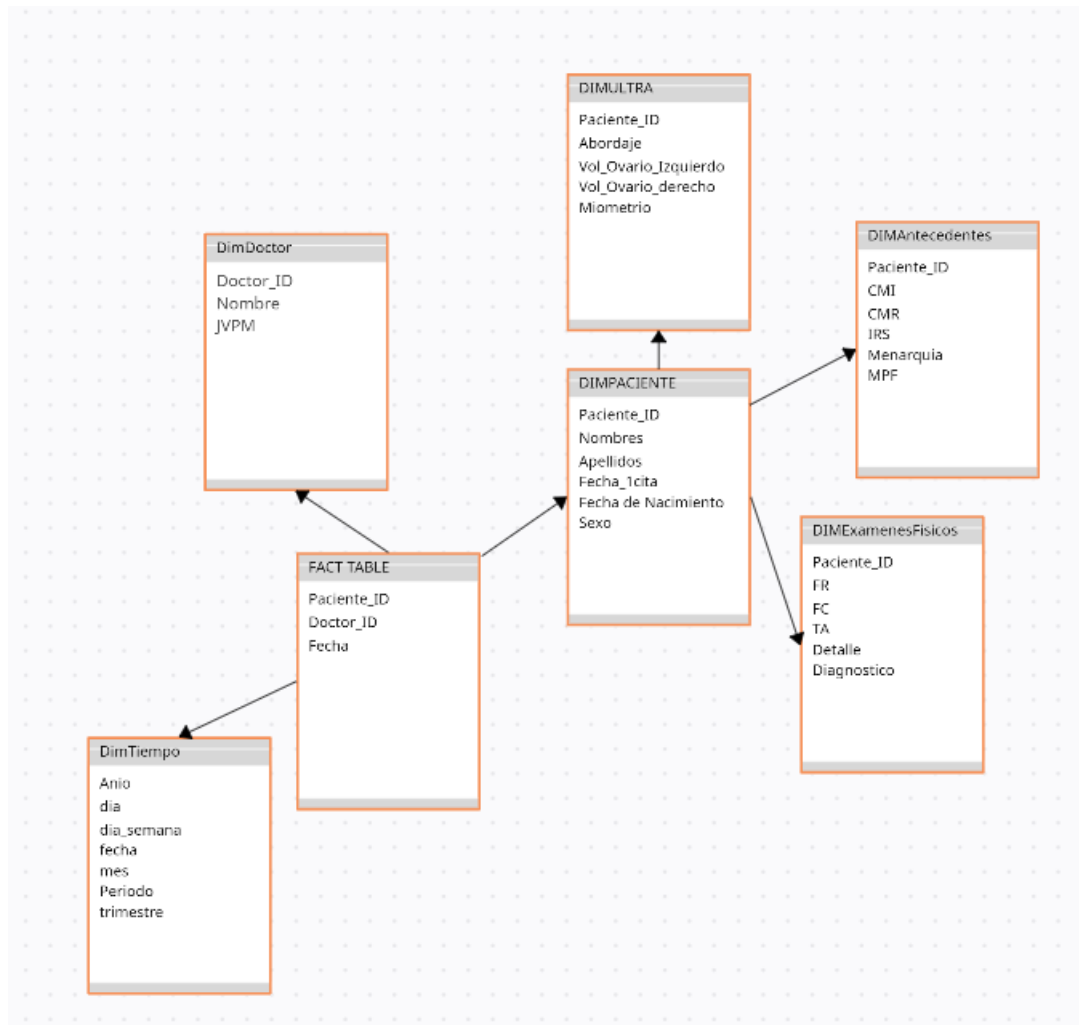 DIMULTRA
Paciente_ID
Abordaje
Vol_Ovario_Izquierdo
Vol_Ovario_derecho
Miometrio
DIMAntecedentes
Paciente_ID
CMI
CMR
IRS
Menarquia
MPF
DimDoctor
Doctor_ID
Nombre
JVPM
DIMPACIENTE
Paciente_ID
Nombres
Apellidos
Fecha_1cita
Fecha de Nacimiento
Sexo
DIMExamenesFisicos
Paciente_ID
FR
FC
TA
Detalle
Diagnostico
FACT TABLE
Paciente_ID
Doctor_ID
Fecha
DimTiempo
Anio
dia
dia_semana
fecha
mes
Periodo
trimestre